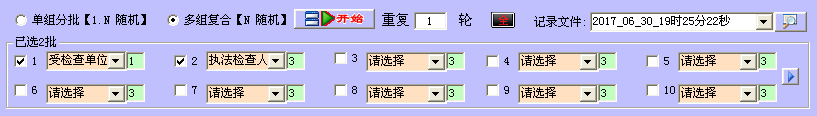 单组分批【1.N 随机】 多组复合【N 随机】 开始 重复 1 轮 记录文件: 2017_06_30_19时25分22秒
已选2批
1 受检查单位 1 2 执法检查人 3 3 请选择 3 4 请选择 3 5 请选择 3
6 请选择 3 7 请选择 3 8 请选择 3 9 请选择 3 10 请选择 3